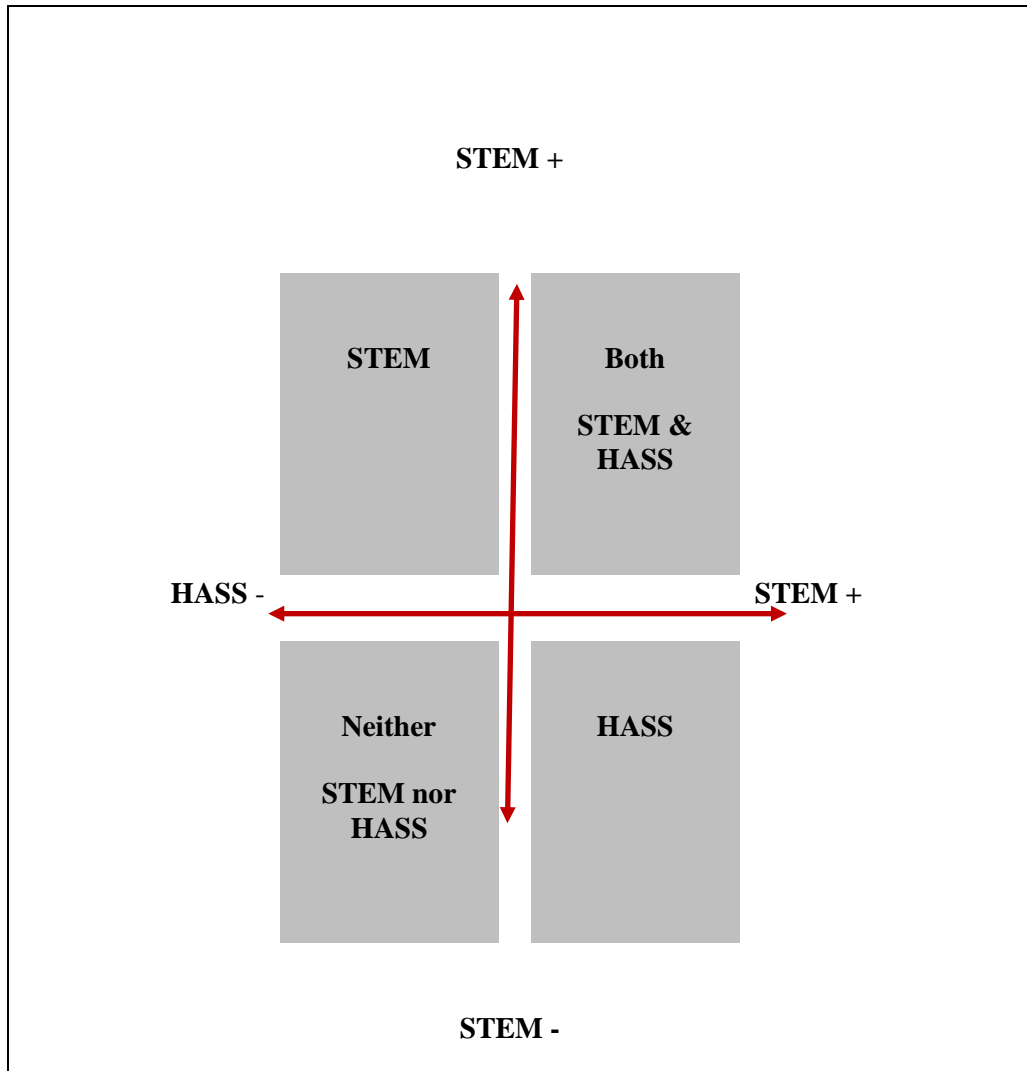 STEM +
STEM
Both
STEM &
HASS
HASS -
STEM +
Neither
STEM nor
HASS
HASS
STEM -